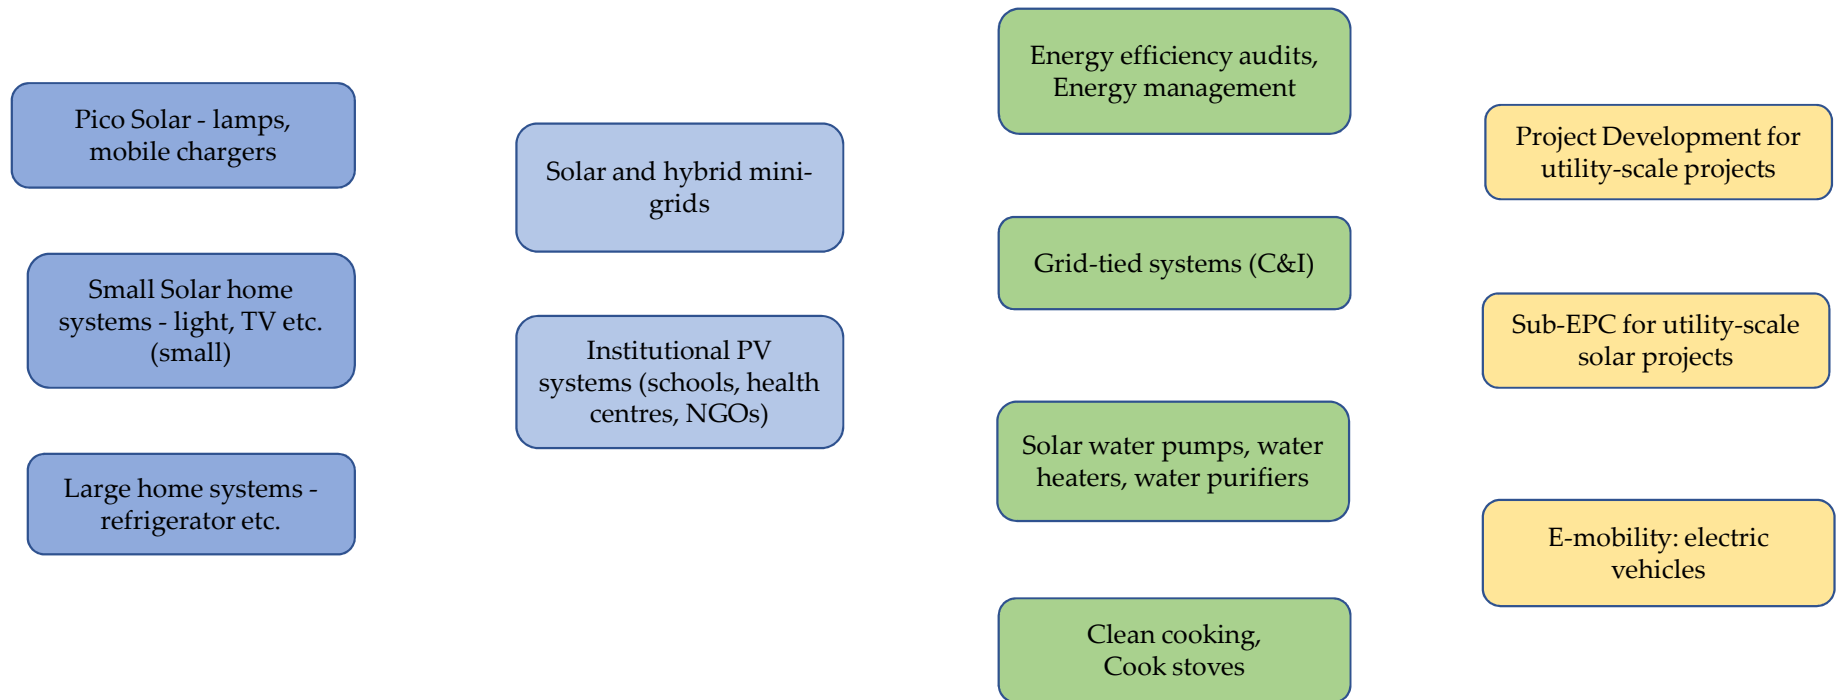 Pico Solar - lamps,
mobile chargers
Small Solar home
systems - light, TV etc.
(small)
Large home systems -
refrigerator etc.
Solar and hybrid mini-
grids
Institutional PV
systems (schools, health
centres, NGOs)
Energy efficiency audits,
Energy management
Grid-tied systems (C&I)
Solar water pumps, water
heaters, water purifiers
Clean cooking,
Cook stoves
Project Development for
utility-scale projects
Sub-EPC for utility-scale
solar projects
E-mobility: electric
vehicles